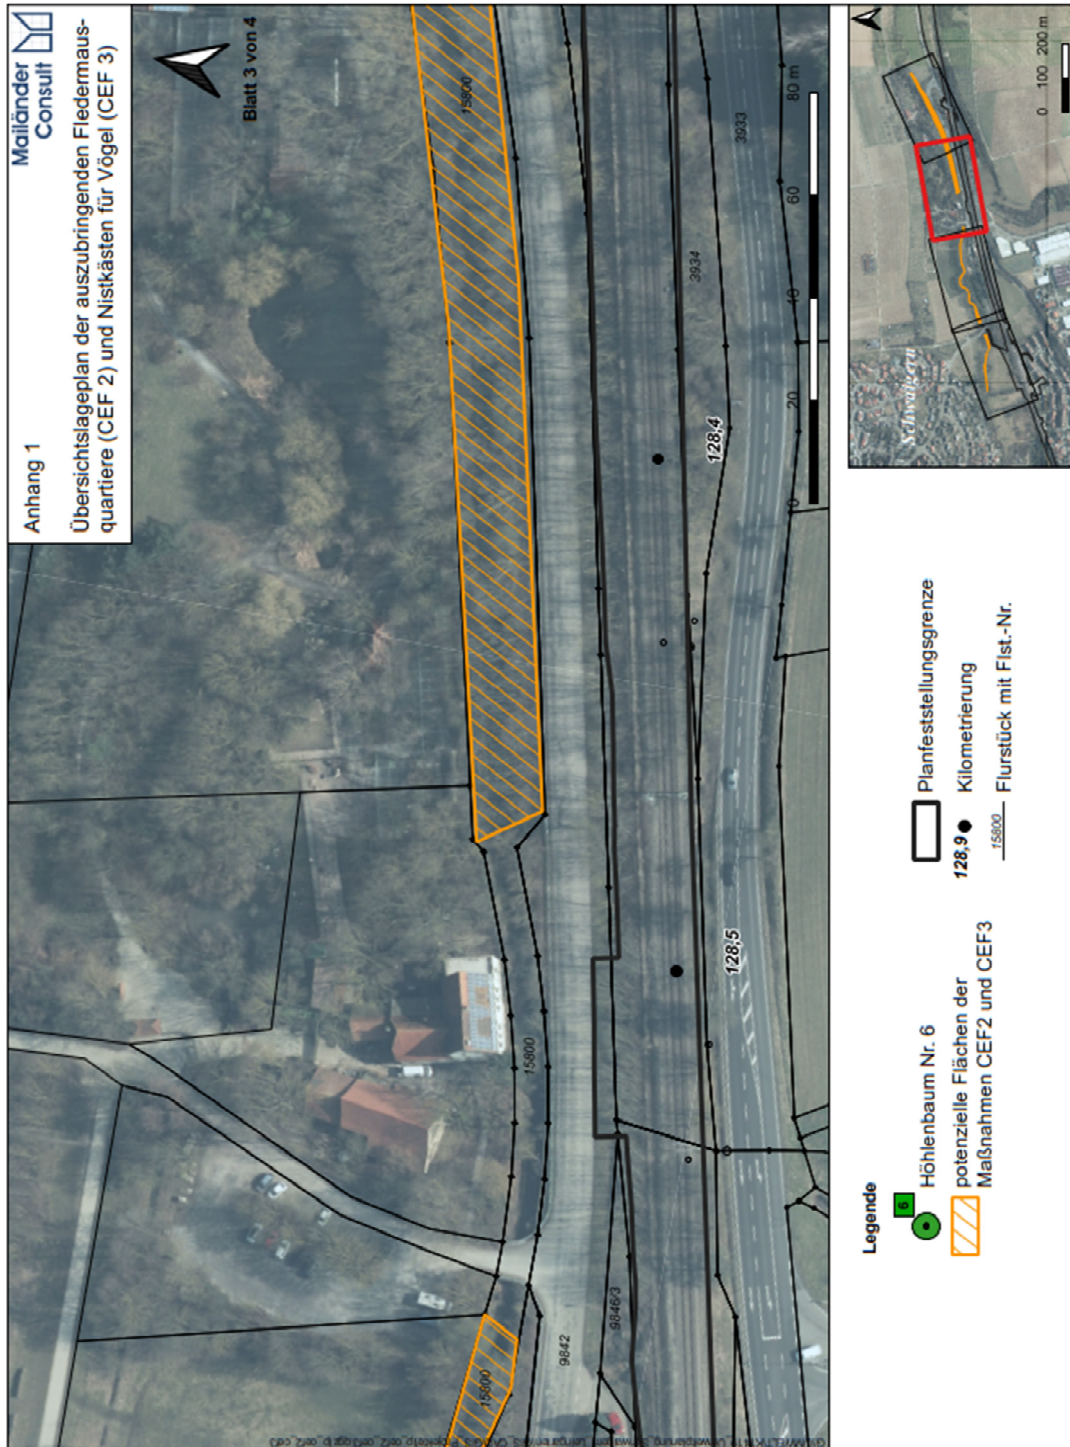 Anhang 1
Mailänder
Consult
Übersichtslageplan der auszubringenden Fledermaus-
quartiere (CEF 2) und Nistkästen für Vögel (CEF 3)
Blatt 3 von 4
15800
15800
15800
9842
9846/3
3934
3933
128,4
128,5
0 20 40 60 80 m
Schwaigern
0 100 200 m
Legende
6
Höhlenbaum Nr. 6
potenzielle Flächen der
Maßnahmen CEF2 und CEF3
Planfeststellungsgrenze
128,9
Kilometrierung
15800
Flurstück mit Flst.-Nr.